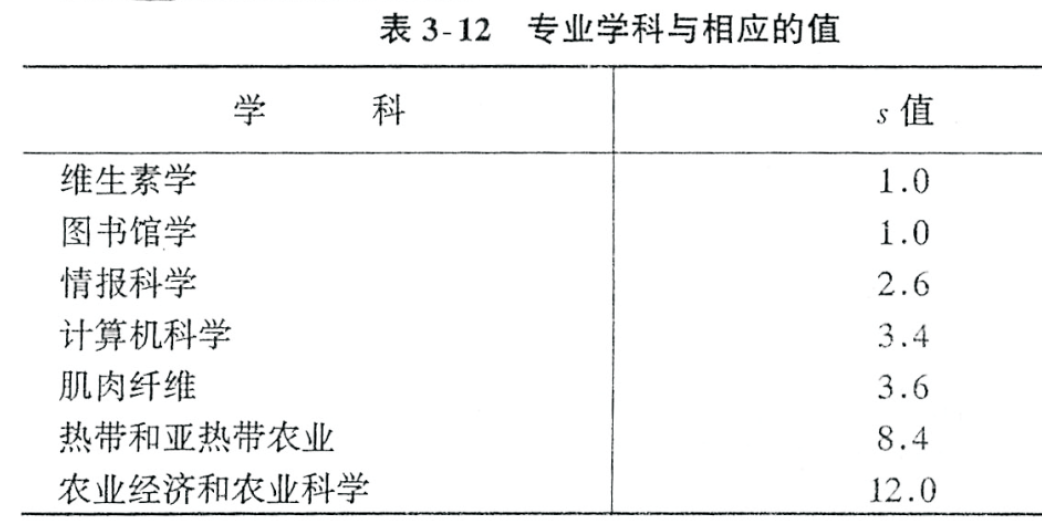 表3-12 专业学科与相应的值
学 科 s 值
维生素学 1.0
图书馆学 1.0
情报科学 2.6
计算机科学 3.4
肌肉纤维 3.6
热带和亚热带农业 8.4
农业经济和农业科学 12.0